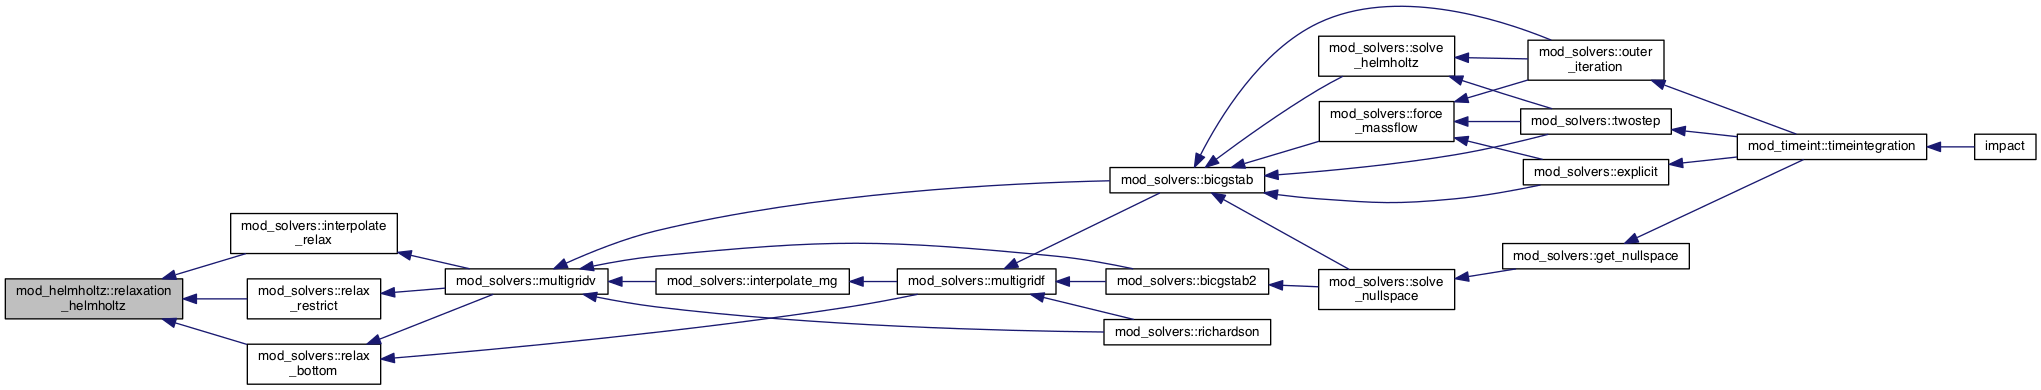 mod_helmholtz::relaxation
_helmholtz
mod_solvers::interpolate
_relax
mod_solvers::relax
_restrict
mod_solvers::relax
_bottom
mod_solvers::multigridv
mod_solvers::interpolate_mg
mod_solvers::multigridf
mod_solvers::bicgstab
mod_solvers::bicgstab2
mod_solvers::richardson
mod_solvers::solve
_helmholtz
mod_solvers::force
_massflow
mod_solvers::solve
_nullspace
mod_solvers::outer
_iteration
mod_solvers::twostep
mod_solvers::explicit
mod_solvers::get_nullspace
mod_timeint::timeintegration
impact